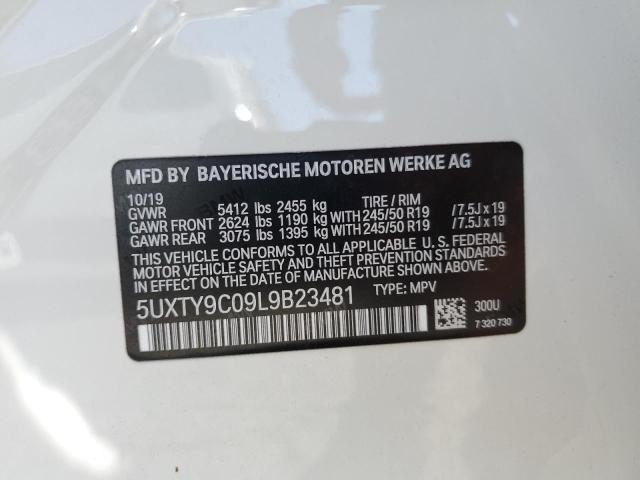 MFD BY BAYERISCHE MOTOREN WERKE AG
10/19 TIRE / RIM
GVWR 5412 lbs 2455 kg
GAWR FRONT 2624 lbs 1190 kg WITH 245/50 R19 /7.5J x 19
GAWR REAR 3075 lbs 1395 kg WITH 245/50 R19 /7.5J x 19
THIS VEHICLE CONFORMS TO ALL APPLICABLE U. S. FEDERAL
MOTOR VEHICLE SAFETY AND THEFT PREVENTION STANDARDS
IN EFFECT ON THE DATE OF MANUFACTURE SHOWN ABOVE.
5UXTY9C09L9B23481 TYPE: MPV
300U
7 320 730